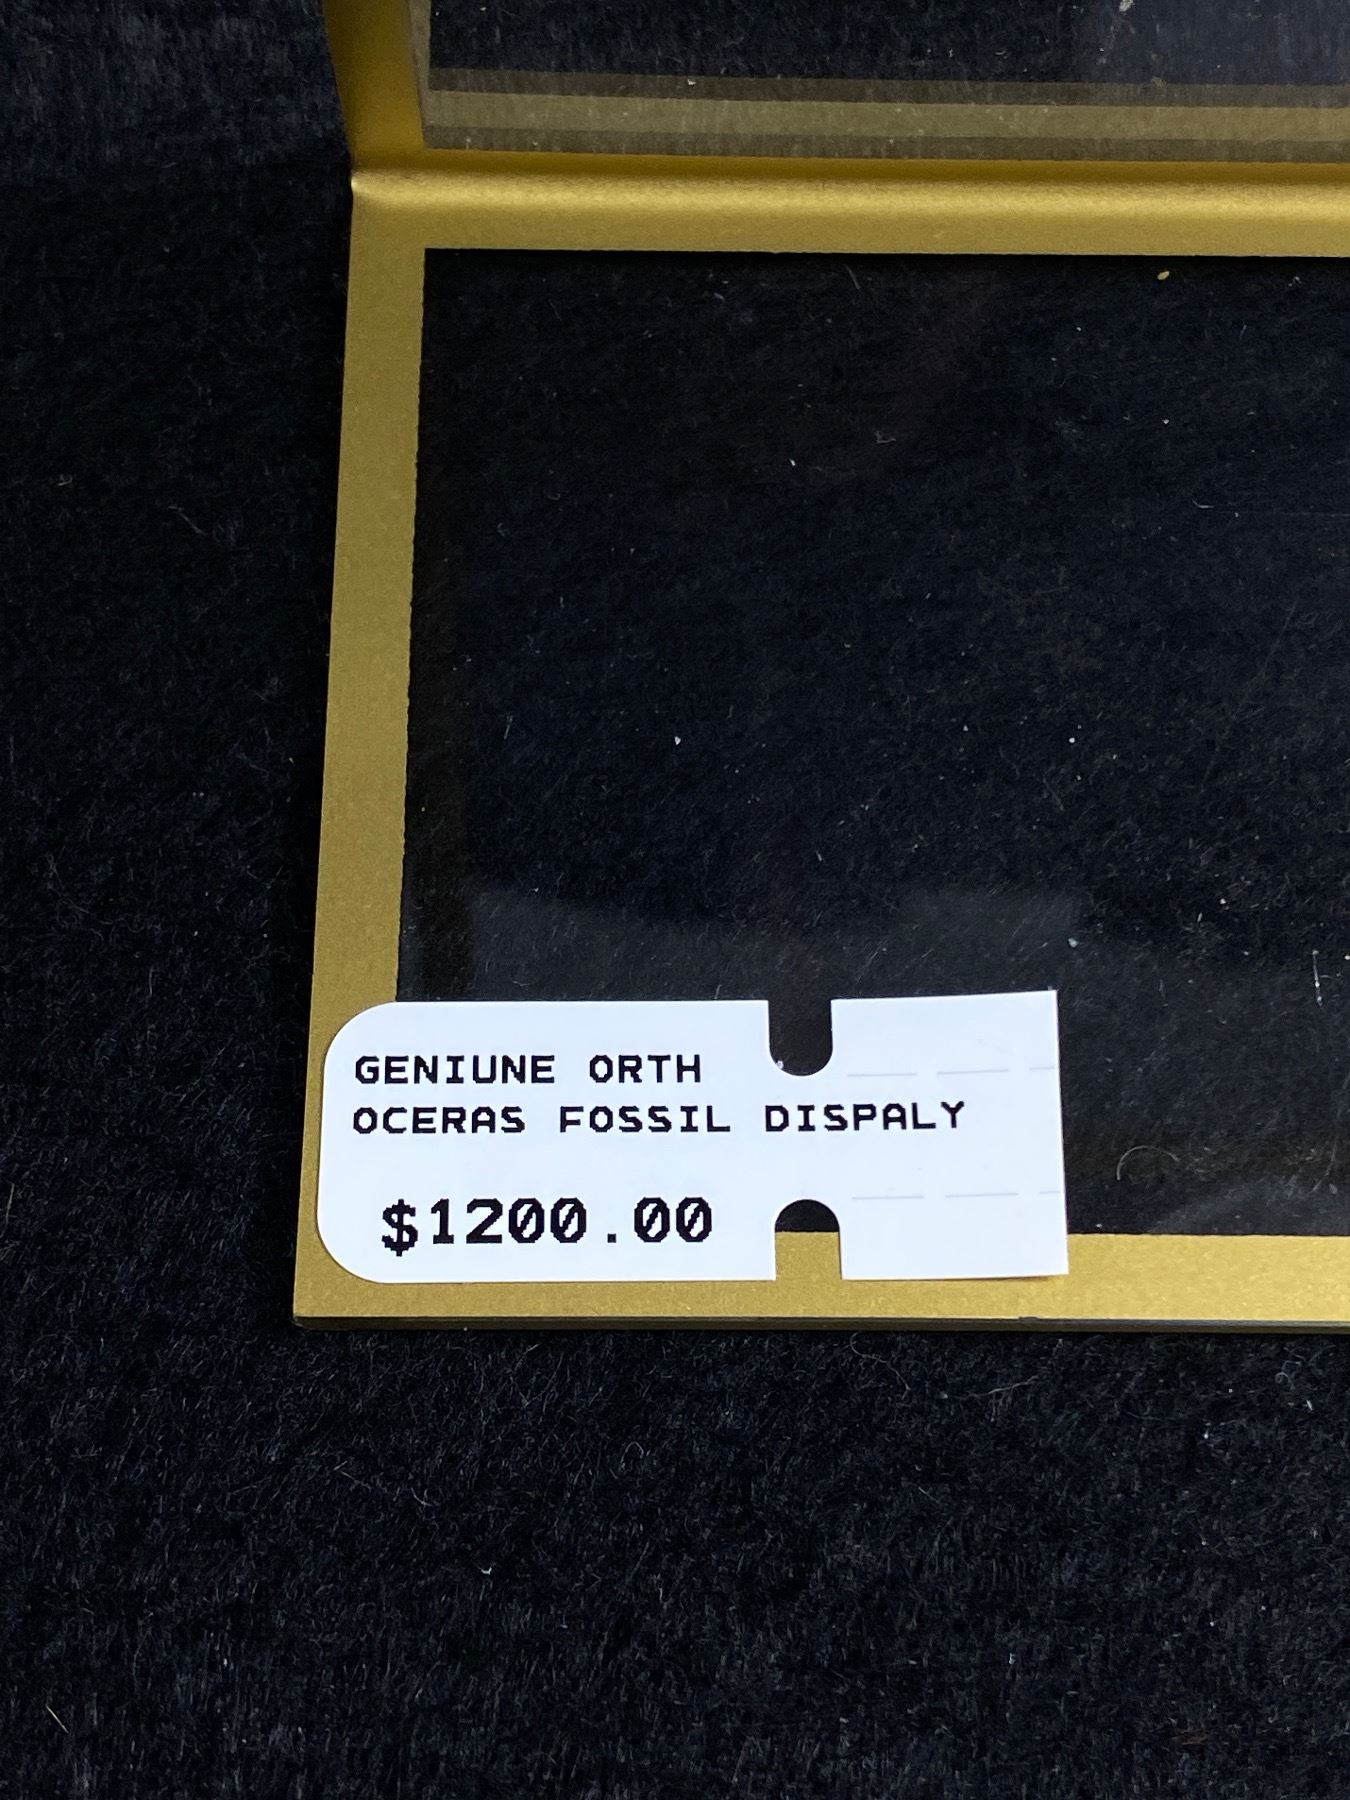 GENIUNE ORTH
OCERAS FOSSIL DISPALY
$1200.00